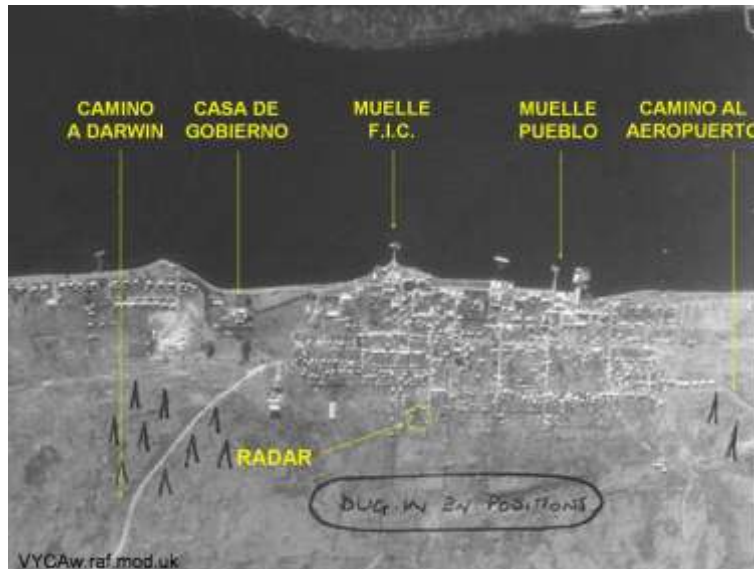 CAMINO
A DARWIN
CASA DE
GOBIERNO
MUELLE
F.I.C.
MUELLE
PUEBLO
CAMINO AL
AEROPUERTO
RADAR
DUG.IN EN POSITIONS
VYCAw.raf.mod.uk